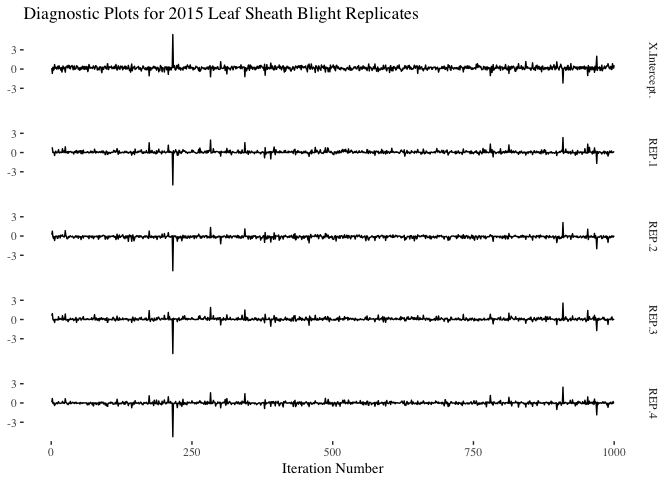 Diagnostic Plots for 2015 Leaf Sheath Blight Replicates
3
0
-3
X.Intercept.
3
0
-3
REP.1
3
0
-3
REP.2
3
0
-3
REP.3
3
0
-3
REP.4
0 250 500 750 1000
Iteration Number